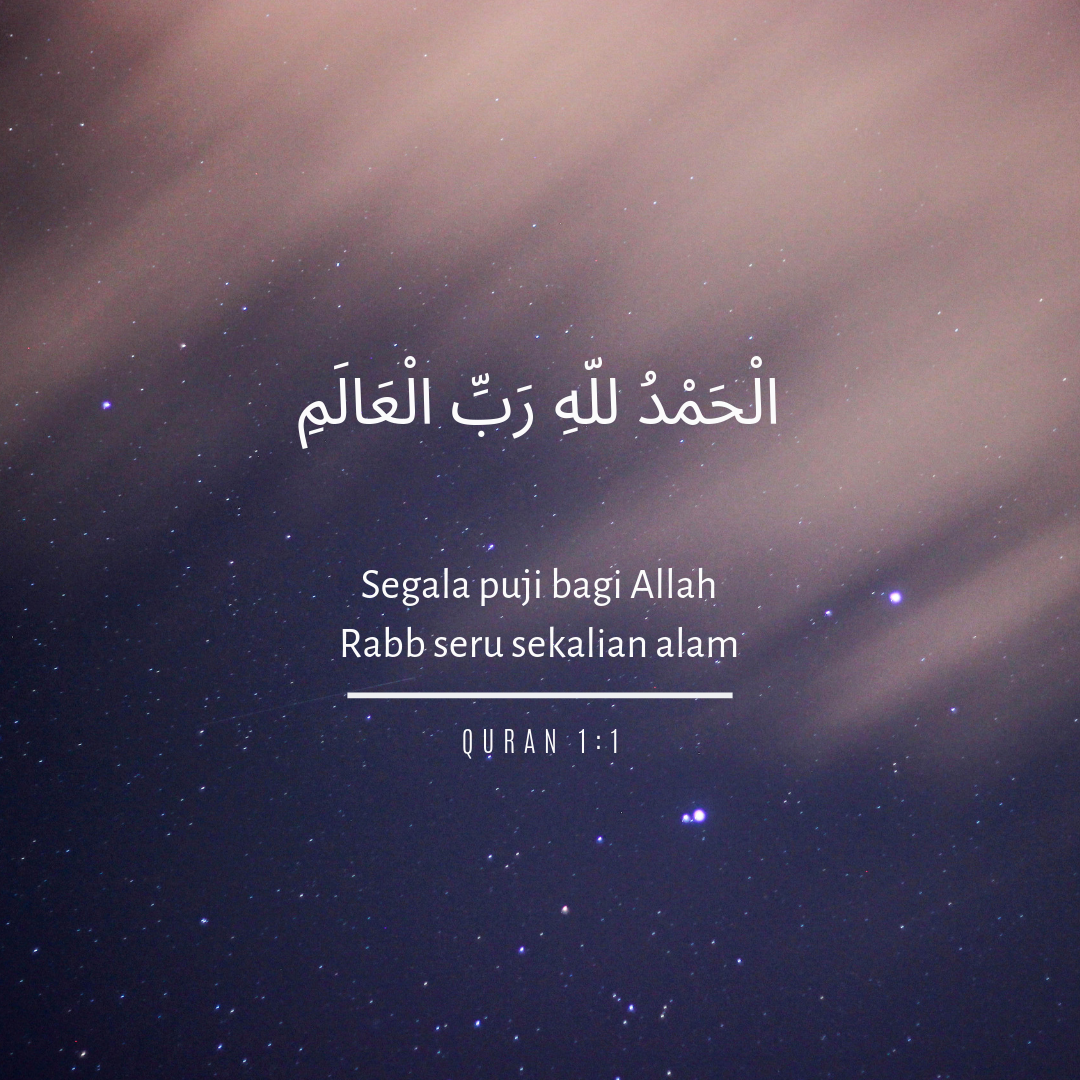 الْحَمْدُ للّهِ رَبِّ الْعَالَمِ
Segala puji bagi Allah
Rabb seru sekalian alam
QURAN 1:1